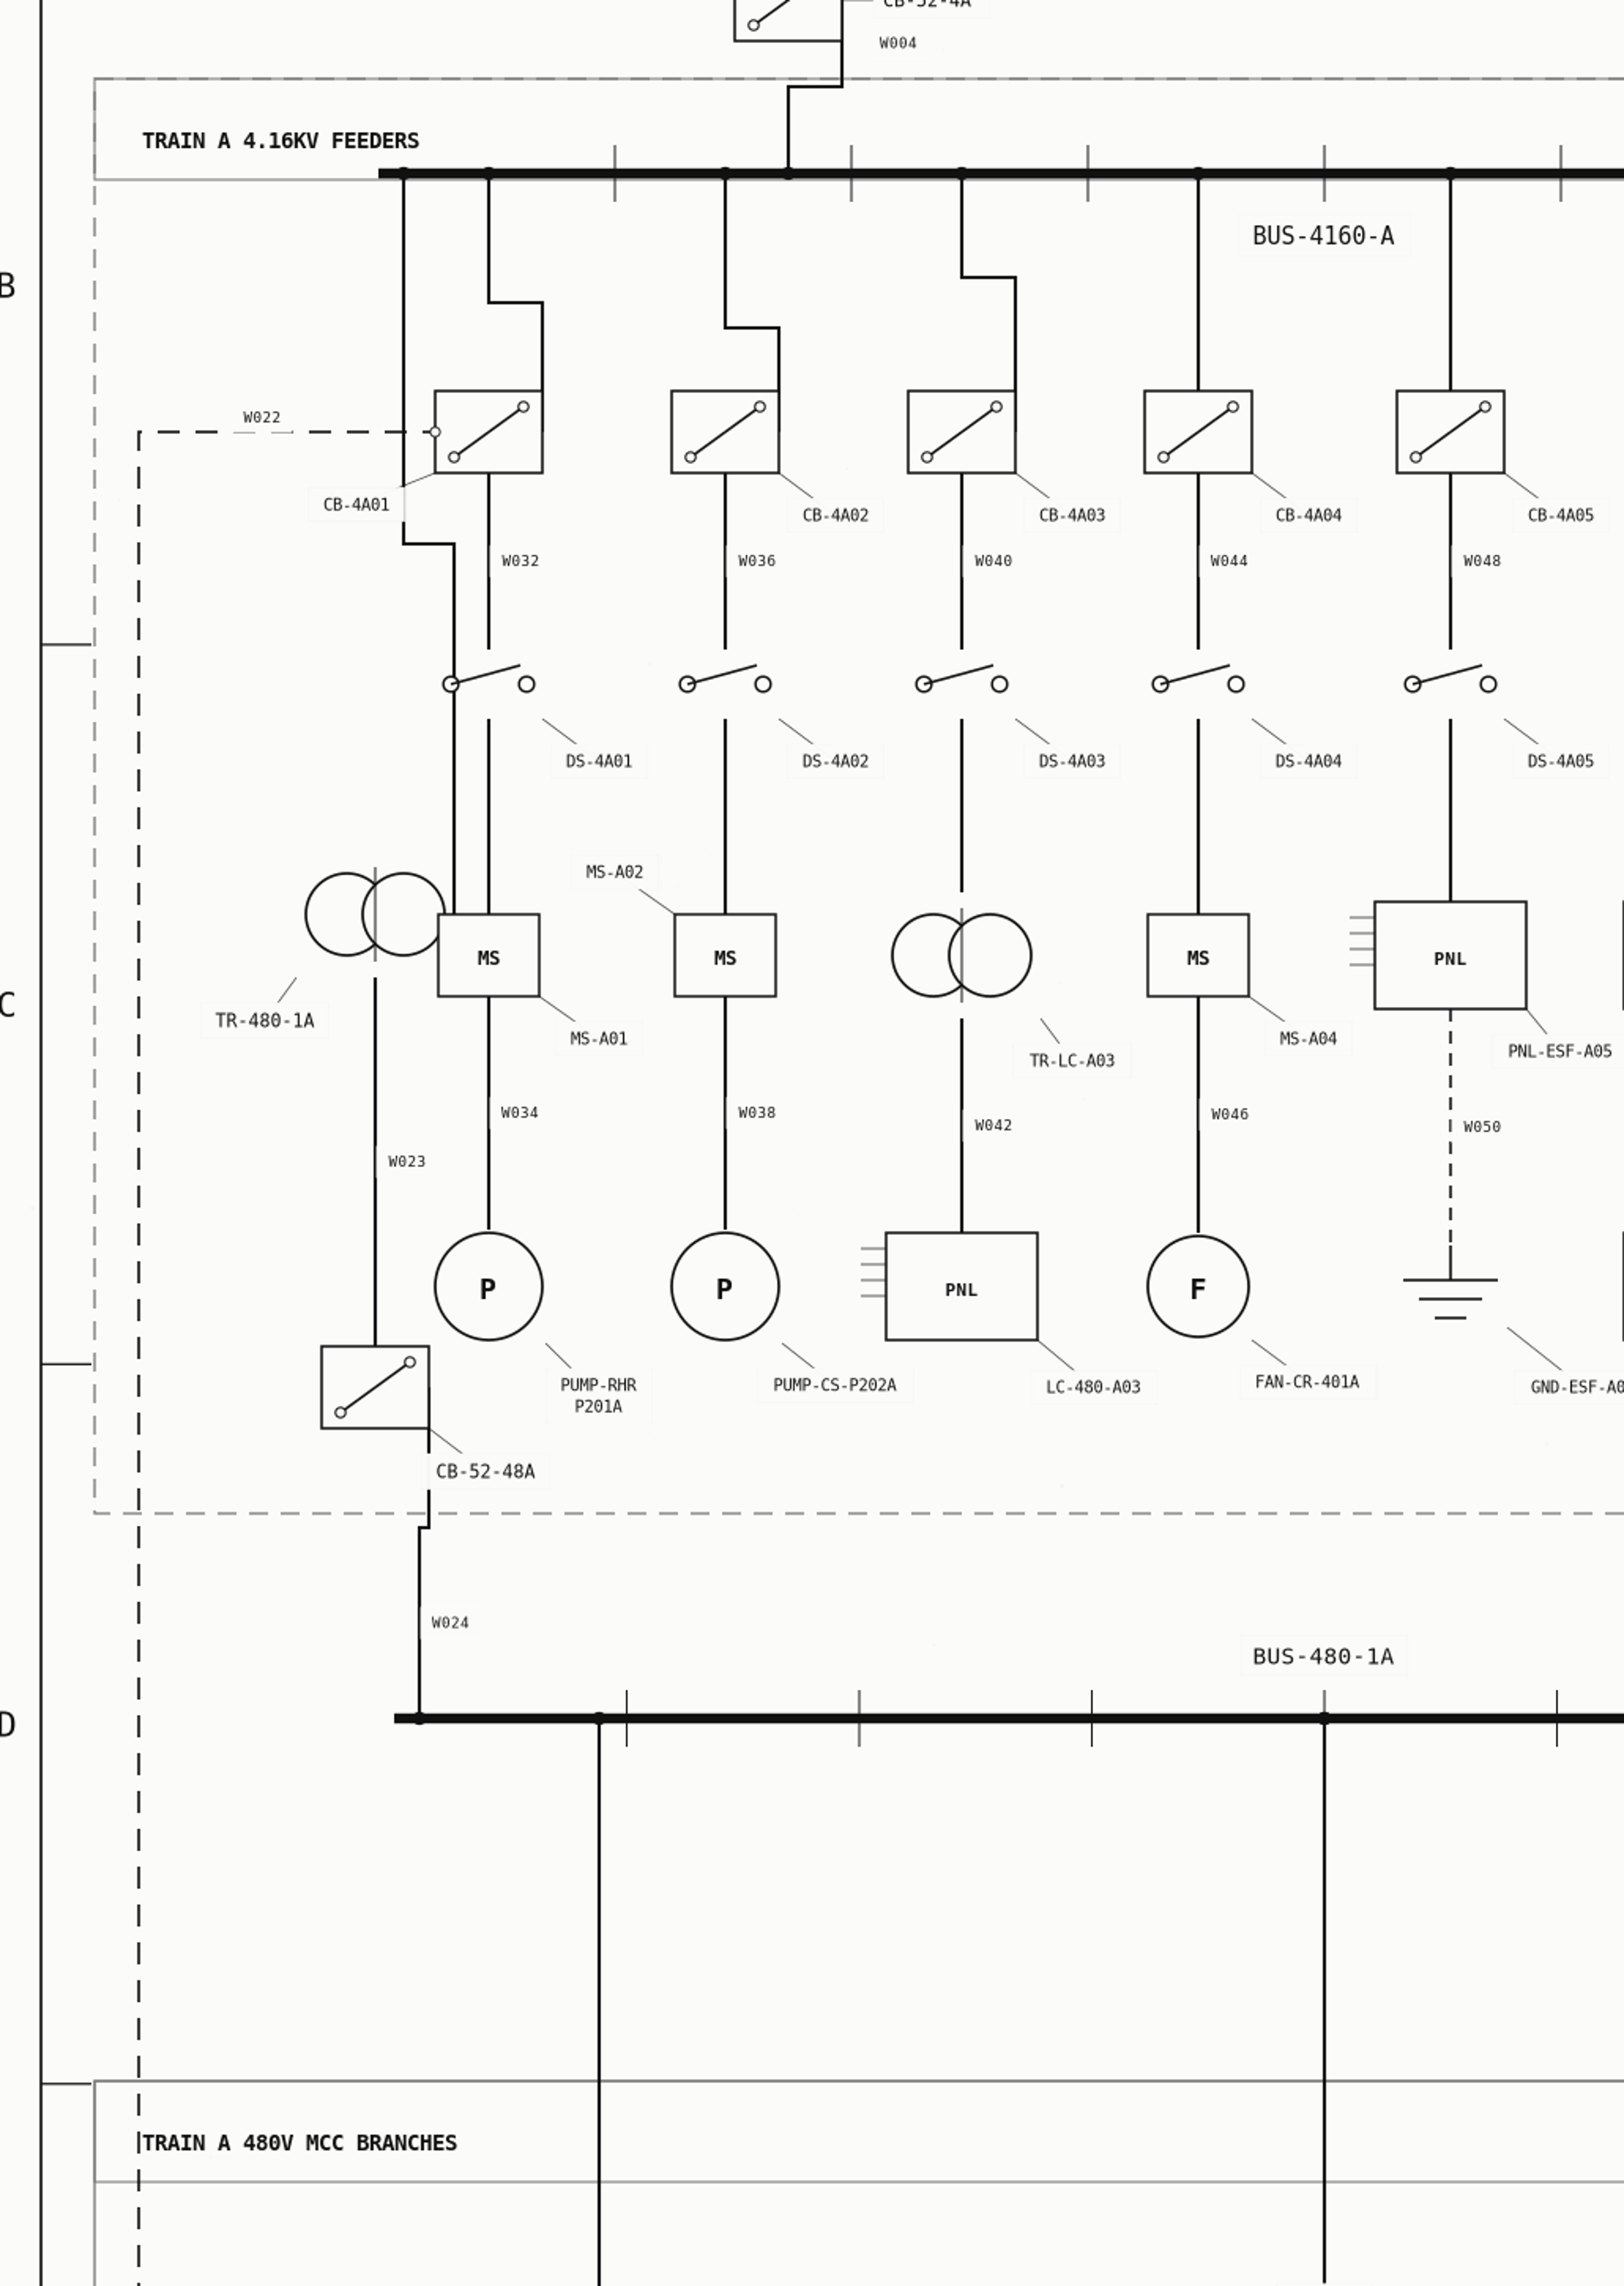 CB-52-4A
W004
TRAIN A 4.16KV FEEDERS
BUS-4160-A
B
W022
CB-4A01
CB-4A02
CB-4A03
CB-4A04
CB-4A05
W032
W036
W040
W044
W048
DS-4A01
DS-4A02
DS-4A03
DS-4A04
DS-4A05
MS-A02
MS
MS
MS
PNL
C
TR-480-1A
MS-A01
TR-LC-A03
MS-A04
PNL-ESF-A05
W034
W038
W042
W046
W050
W023
P
P
PNL
F
PUMP-RHR
P201A
PUMP-CS-P202A
LC-480-A03
FAN-CR-401A
GND-ESF-A0
CB-52-48A
W024
BUS-480-1A
D
TRAIN A 480V MCC BRANCHES